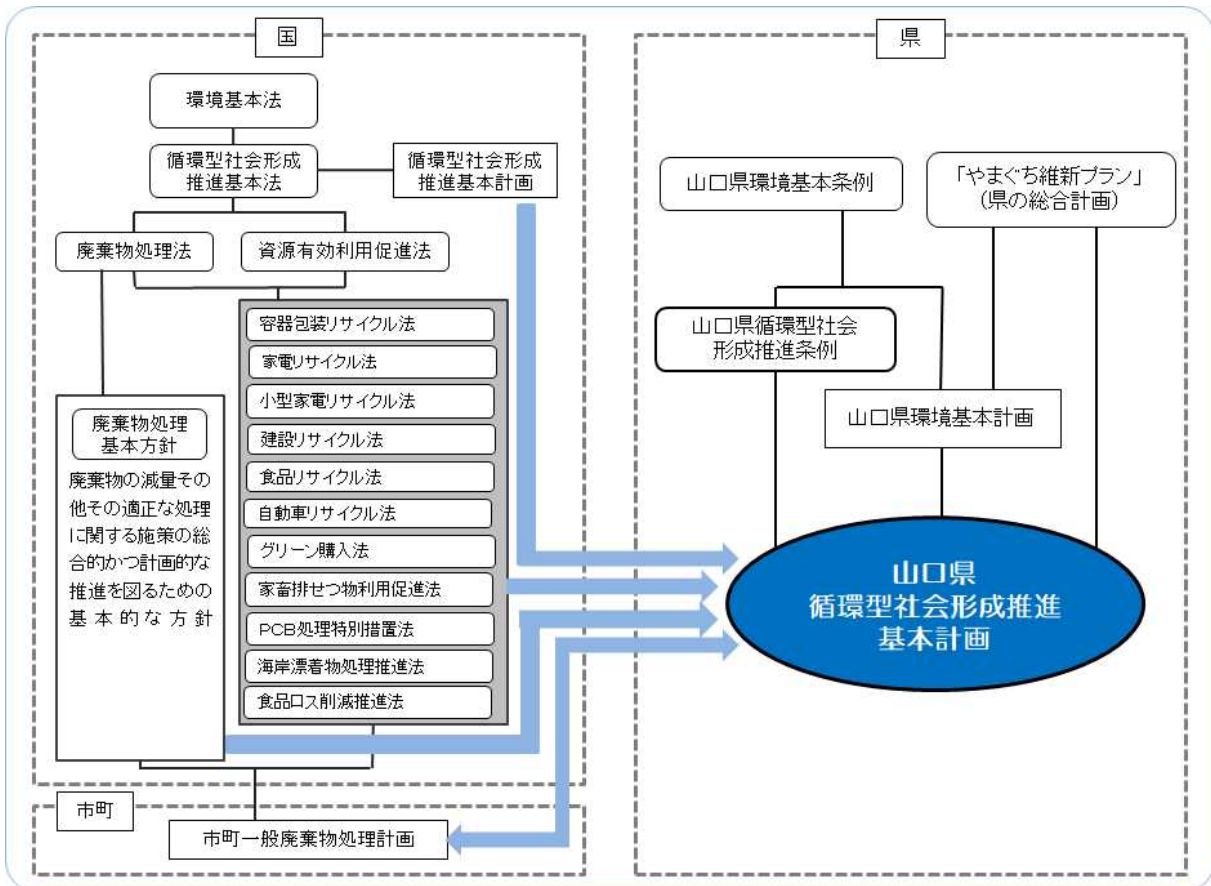 国
環境基本法
循環型社会形成
推進基本法
循環型社会形成
推進基本計画
廃棄物処理法
資源有効利用促進法
容器包装リサイクル法
家電リサイクル法
小型家電リサイクル法
建設リサイクル法
食品リサイクル法
自動車リサイクル法
グリーン購入法
家畜排せつ物利用促進法
PCB処理特別措置法
海岸漂着物処理推進法
食品ロス削減推進法
廃棄物処理
基本方針
廃棄物の減量その
他その適正な処理
に関する施策の総
合的かつ計画的な
推進を図るための
基本的な方針
市町
市町一般廃棄物処理計画
県
山口県環境基本条例
「やまぐち維新プラン」
(県の総合計画)
山口県循環型社会
形成推進条例
山口県環境基本計画
山口県
循環型社会形成推進
基本計画